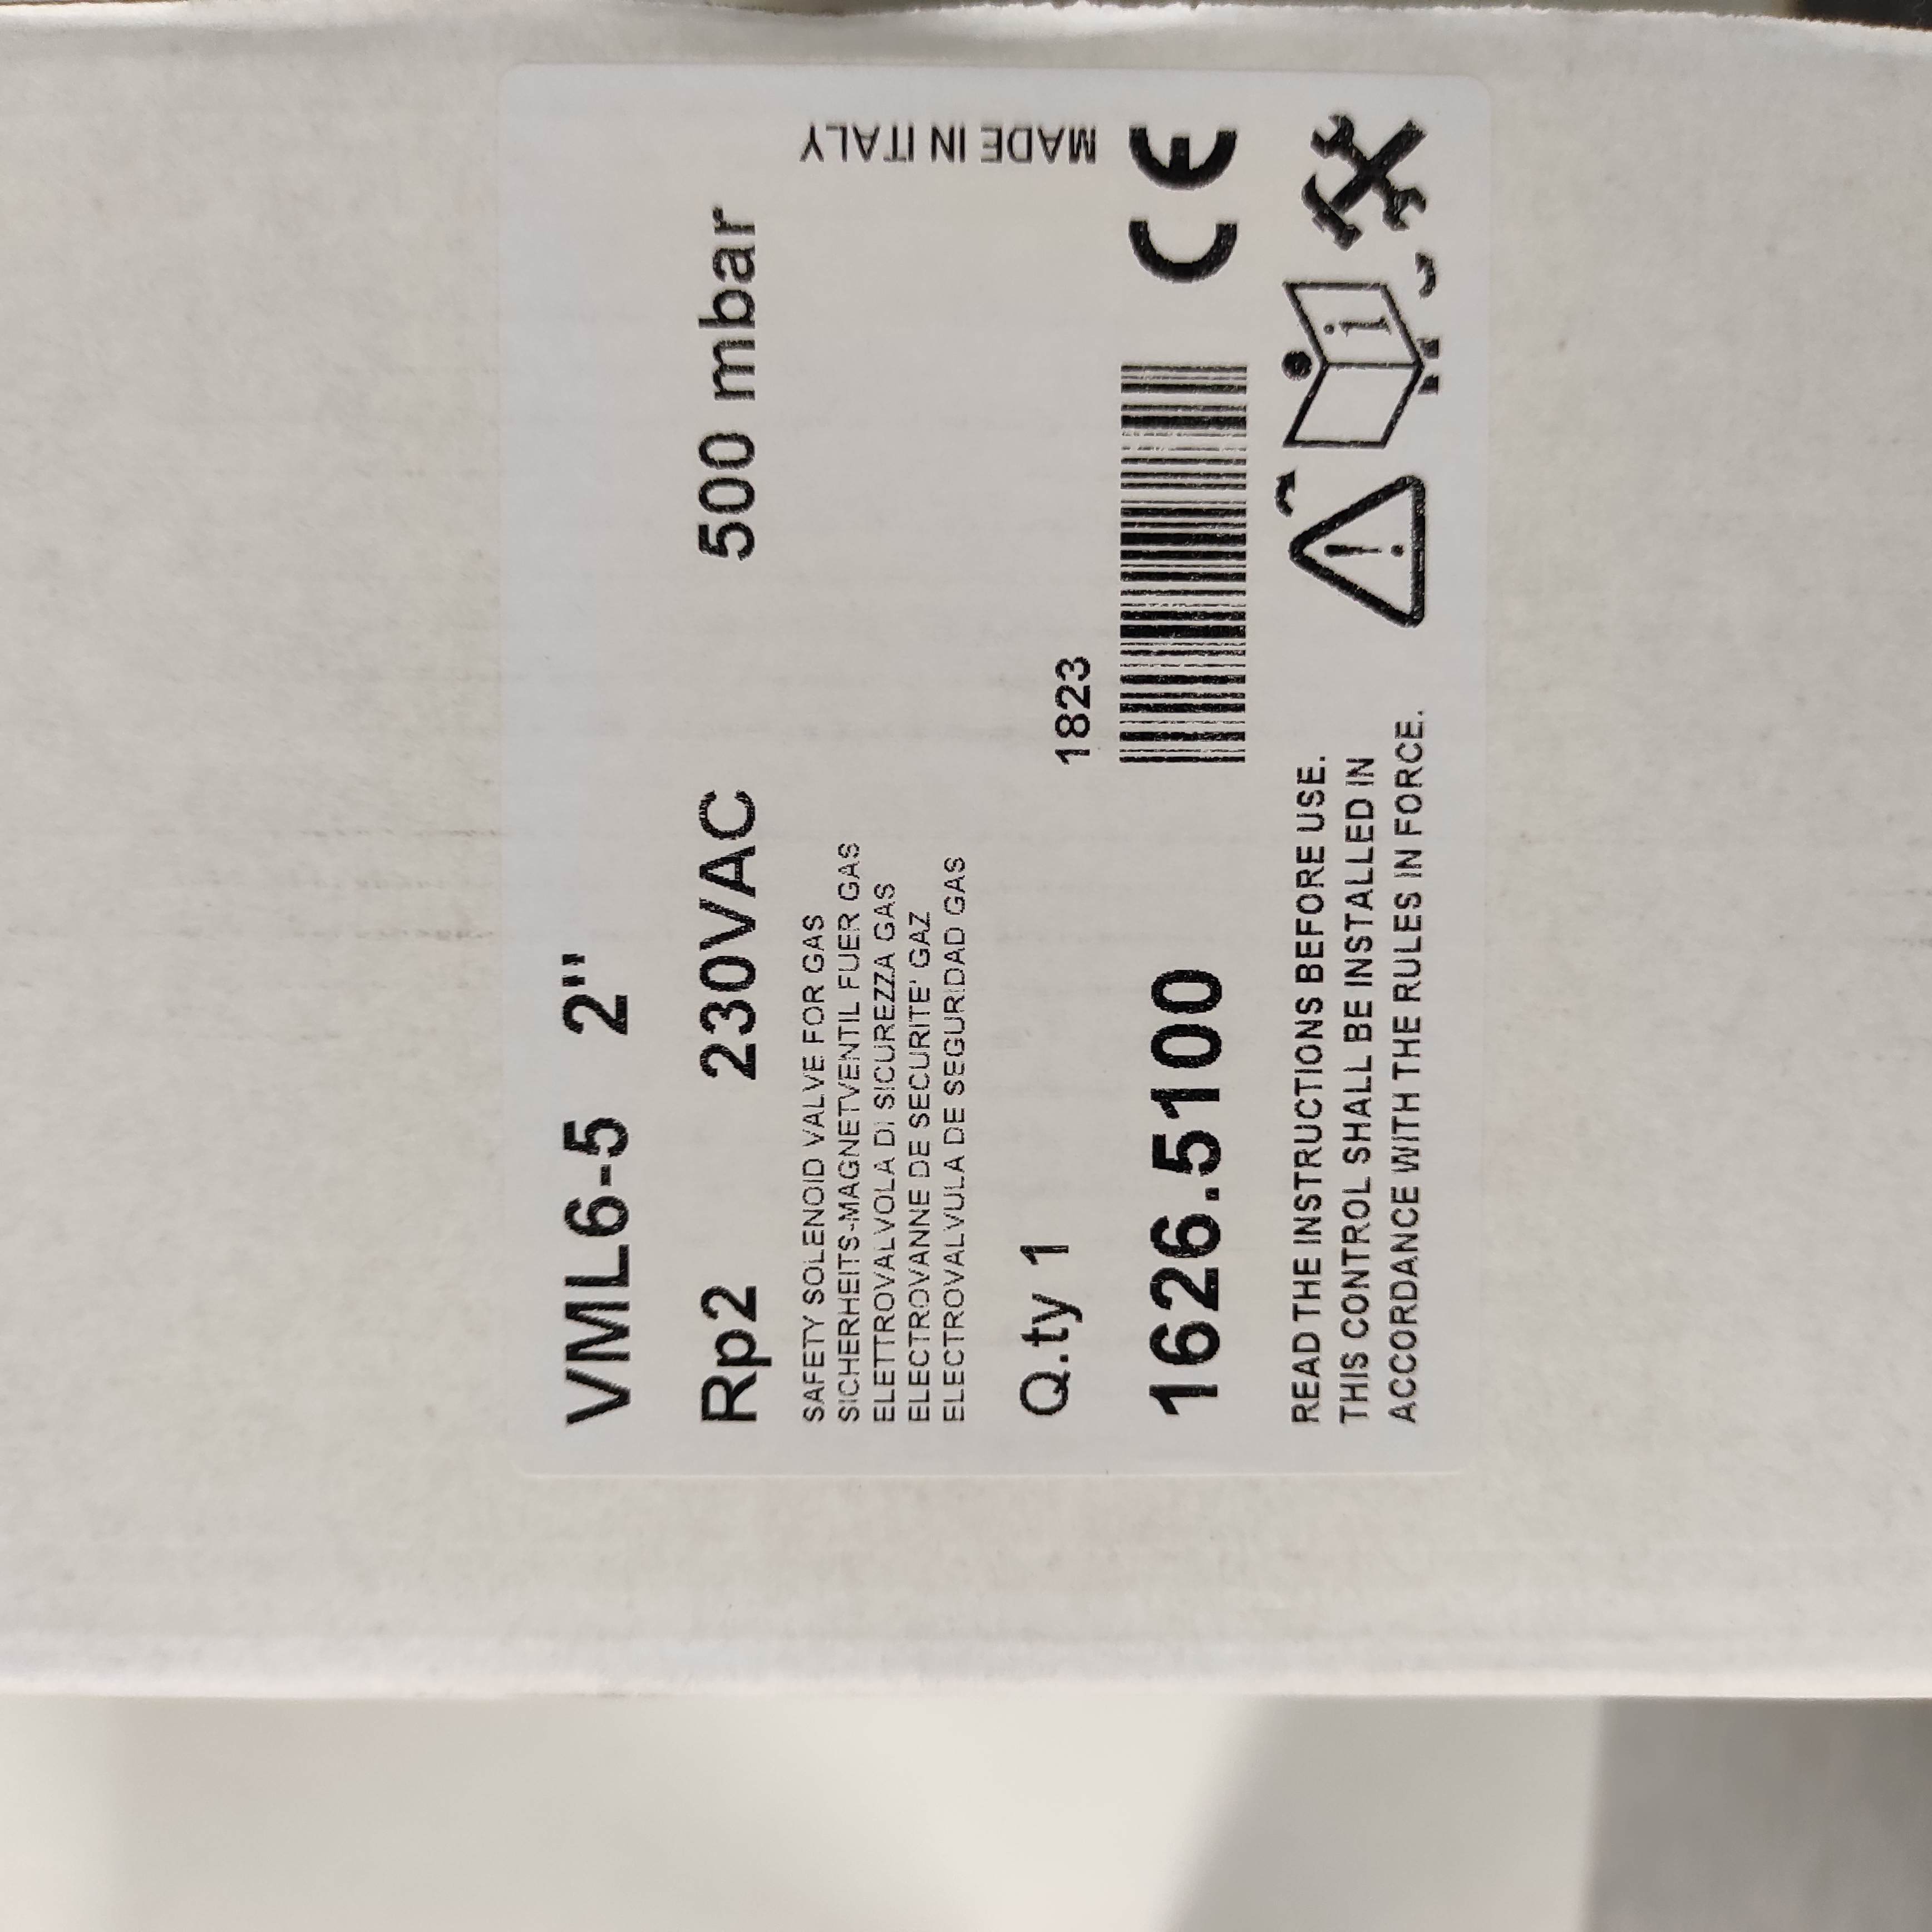 VML6-5 2"
Rp2 230VAC 500 mbar
SAFETY SOLENOID VALVE FOR GAS
SICHERHEITS-MAGNETVENTIL FUER GAS
ELETTROVALVOLA DI SICUREZZA GAS
ELECTROVANNE DE SECURITE' GAZ
ELECTROVALVULA DE SEGURIDAD GAS
MADE IN ITALY
Q.ty 1
1823
1626.5100
CE
READ THE INSTRUCTIONS BEFORE USE.
THIS CONTROL SHALL BE INSTALLED IN
ACCORDANCE WITH THE RULES IN FORCE.